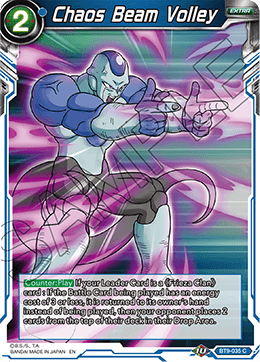 2
Chaos Beam Volley
EXTRA
Counter: Play If your Leader Card is a 《Frieza Clan》
card : If the Battle Card being played has an energy
cost of 3 or less, it is returned to its owner's hand
instead of being played, then your opponent places 2
cards from the top of their deck in their Drop Area.
©B.S./S., T.A.
BANDAI MADE IN JAPAN EN
BT9-035 C